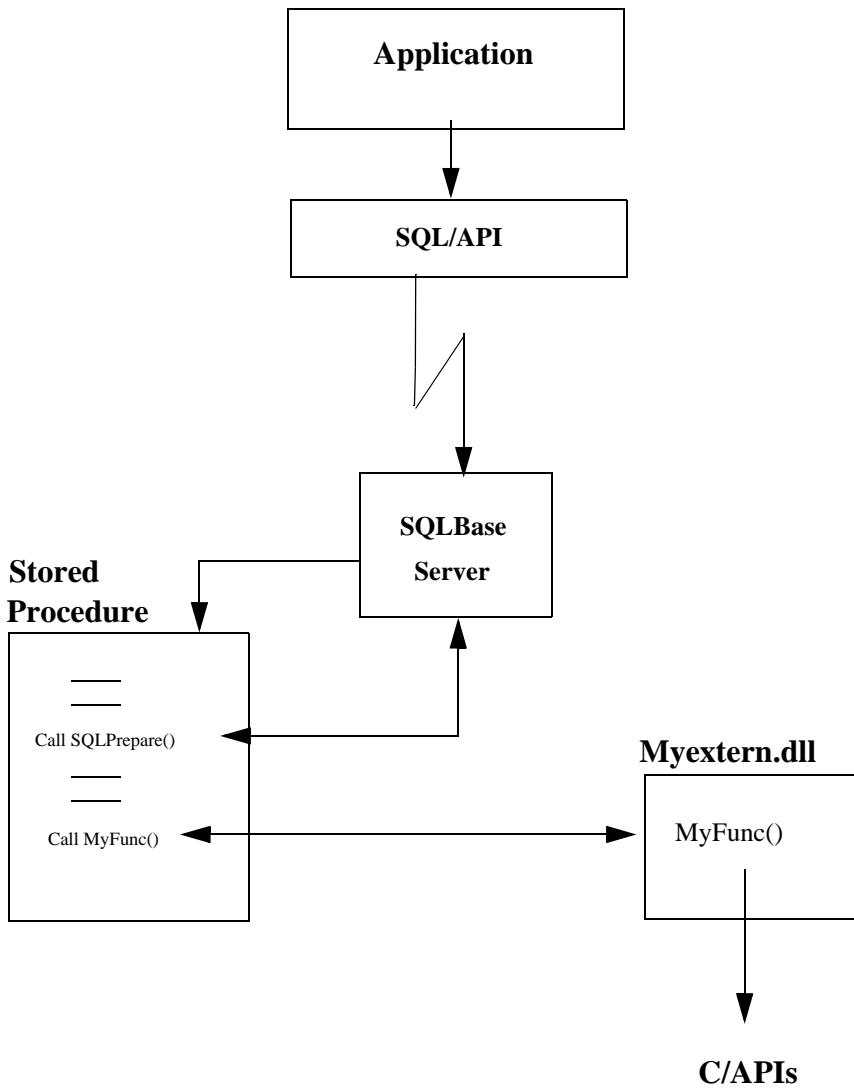 Application
SQL/API
SQLBase
Server
Stored
Procedure
Call SQLPrepare()
Call MyFunc()
Myextern.dll
MyFunc()
C/APIs